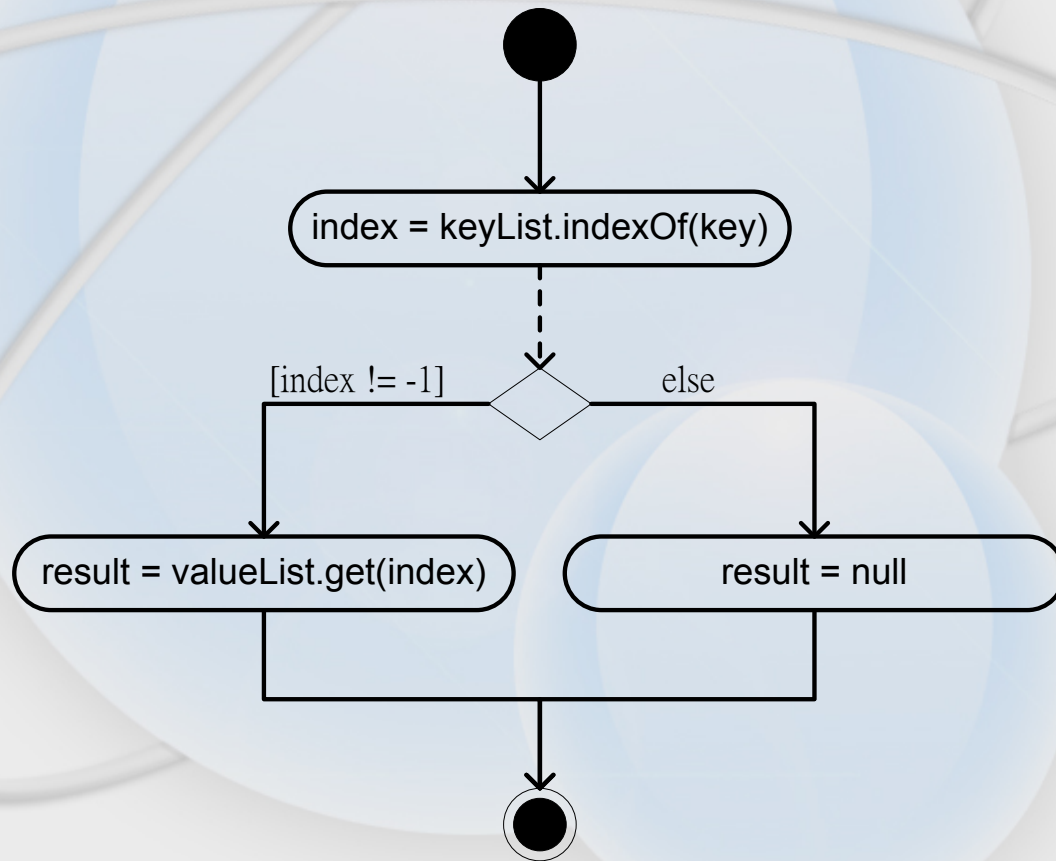 index = keyList.indexOf(key)
[index != -1]
else
result = valueList.get(index)
result = null